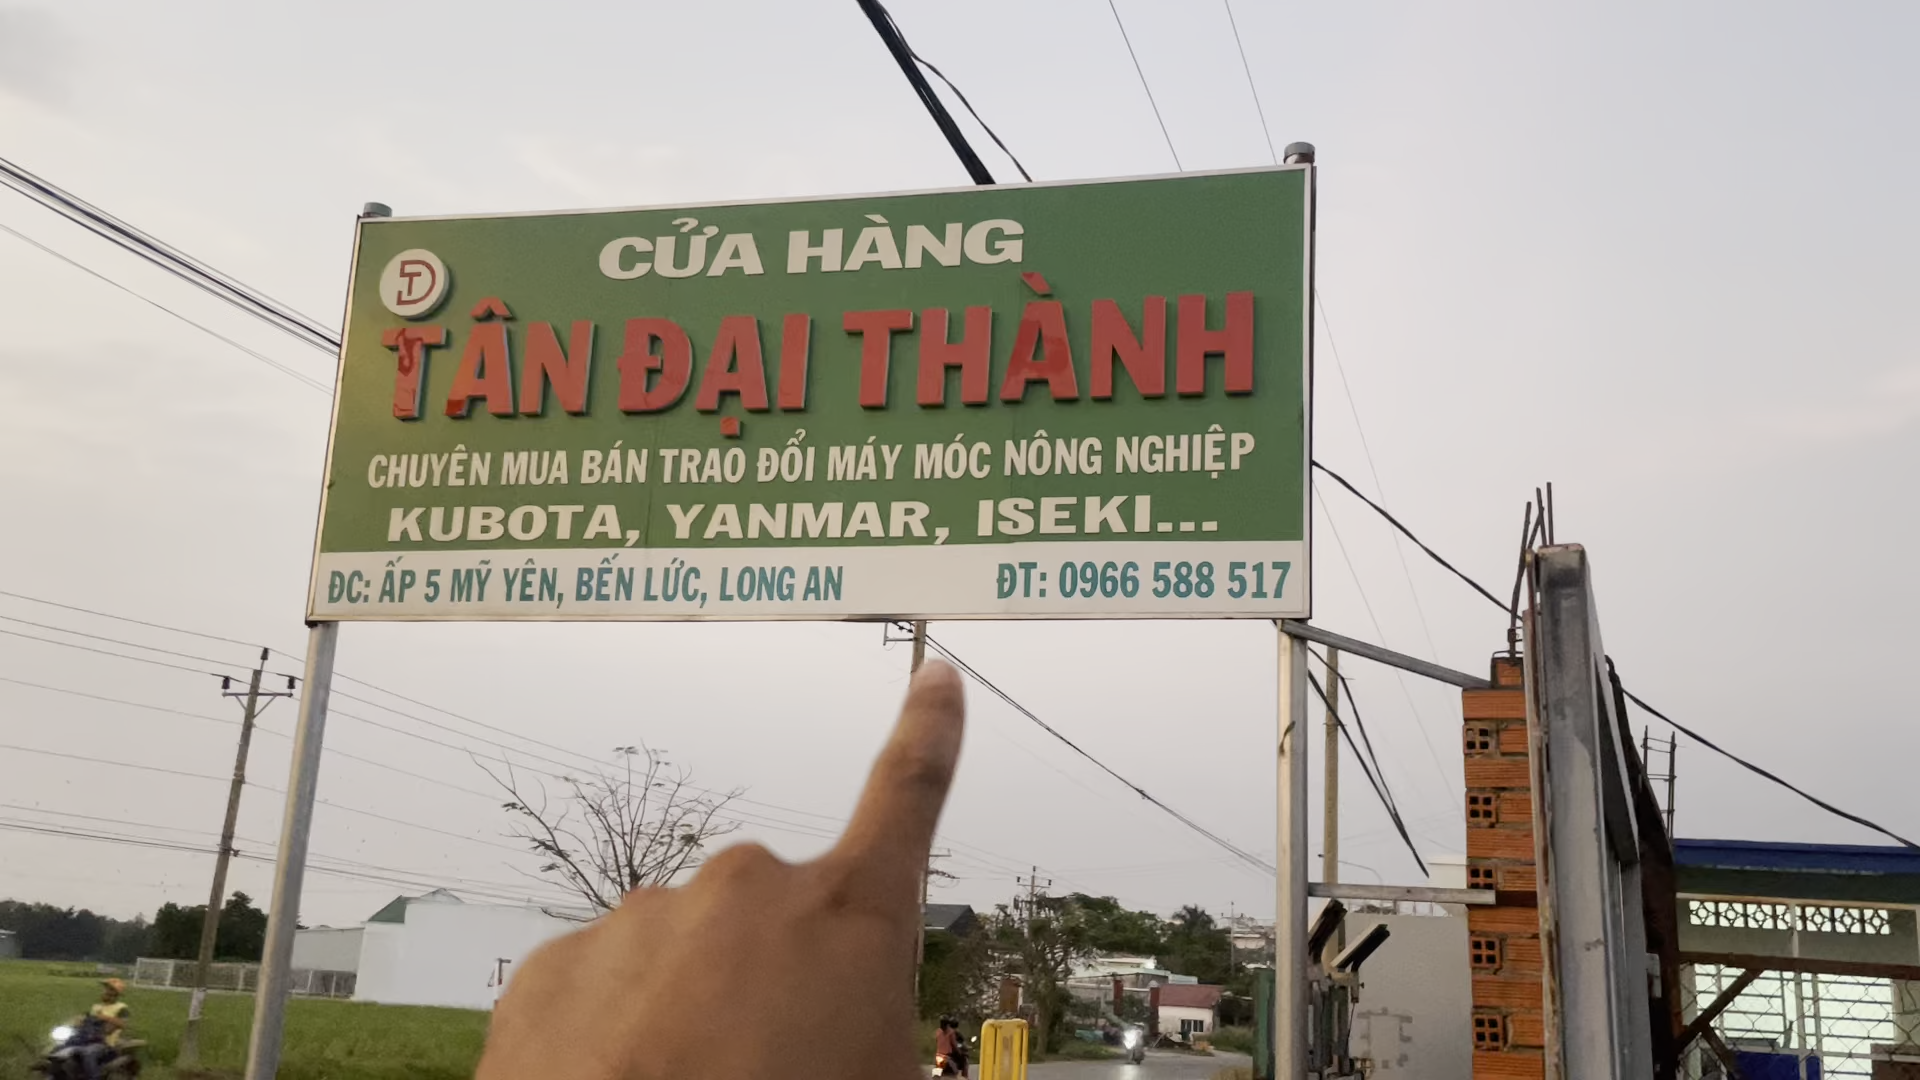 CỬA HÀNG
TĐ
TÂN ĐẠI THÀNH
CHUYÊN MUA BÁN TRAO ĐỔI MÁY MÓC NÔNG NGHIỆP
KUBOTA, YANMAR, ISEKI...
ĐC: ẤP 5 MỸ YÊN, BẾN LỨC, LONG AN
ĐT: 0966 588 517